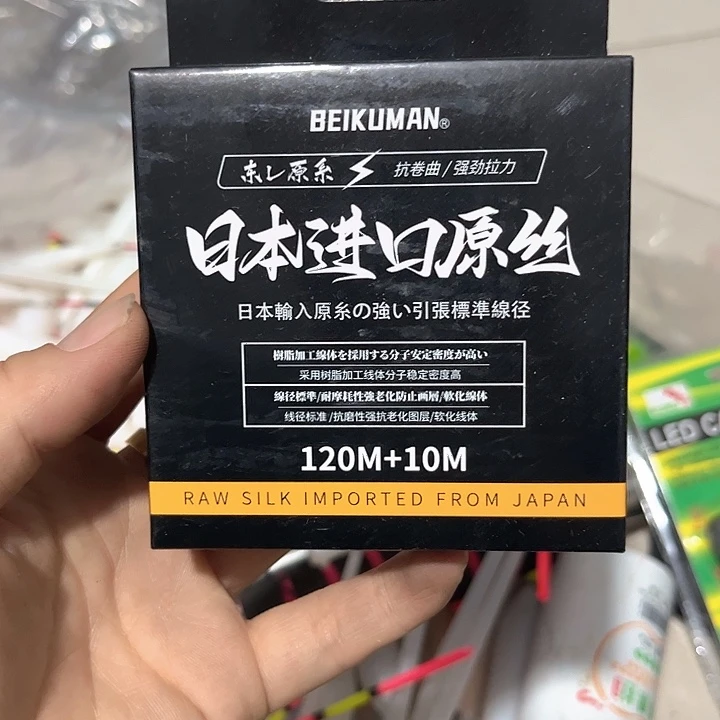 BEIKUMAN®
东レ原糸 抗卷曲/强劲拉力
日本进口原丝
日本輸入原糸の強い引張標準線径
樹脂加工線体を採用する分子安定密度が高い
采用树脂加工线体分子稳定密度高
線径標準/耐摩耗性強老化防止画層/軟化線体
线径标准/抗磨性强抗老化图层/软化线体
120M+10M
RAW SILK IMPORTED FROM JAPAN
LED CA